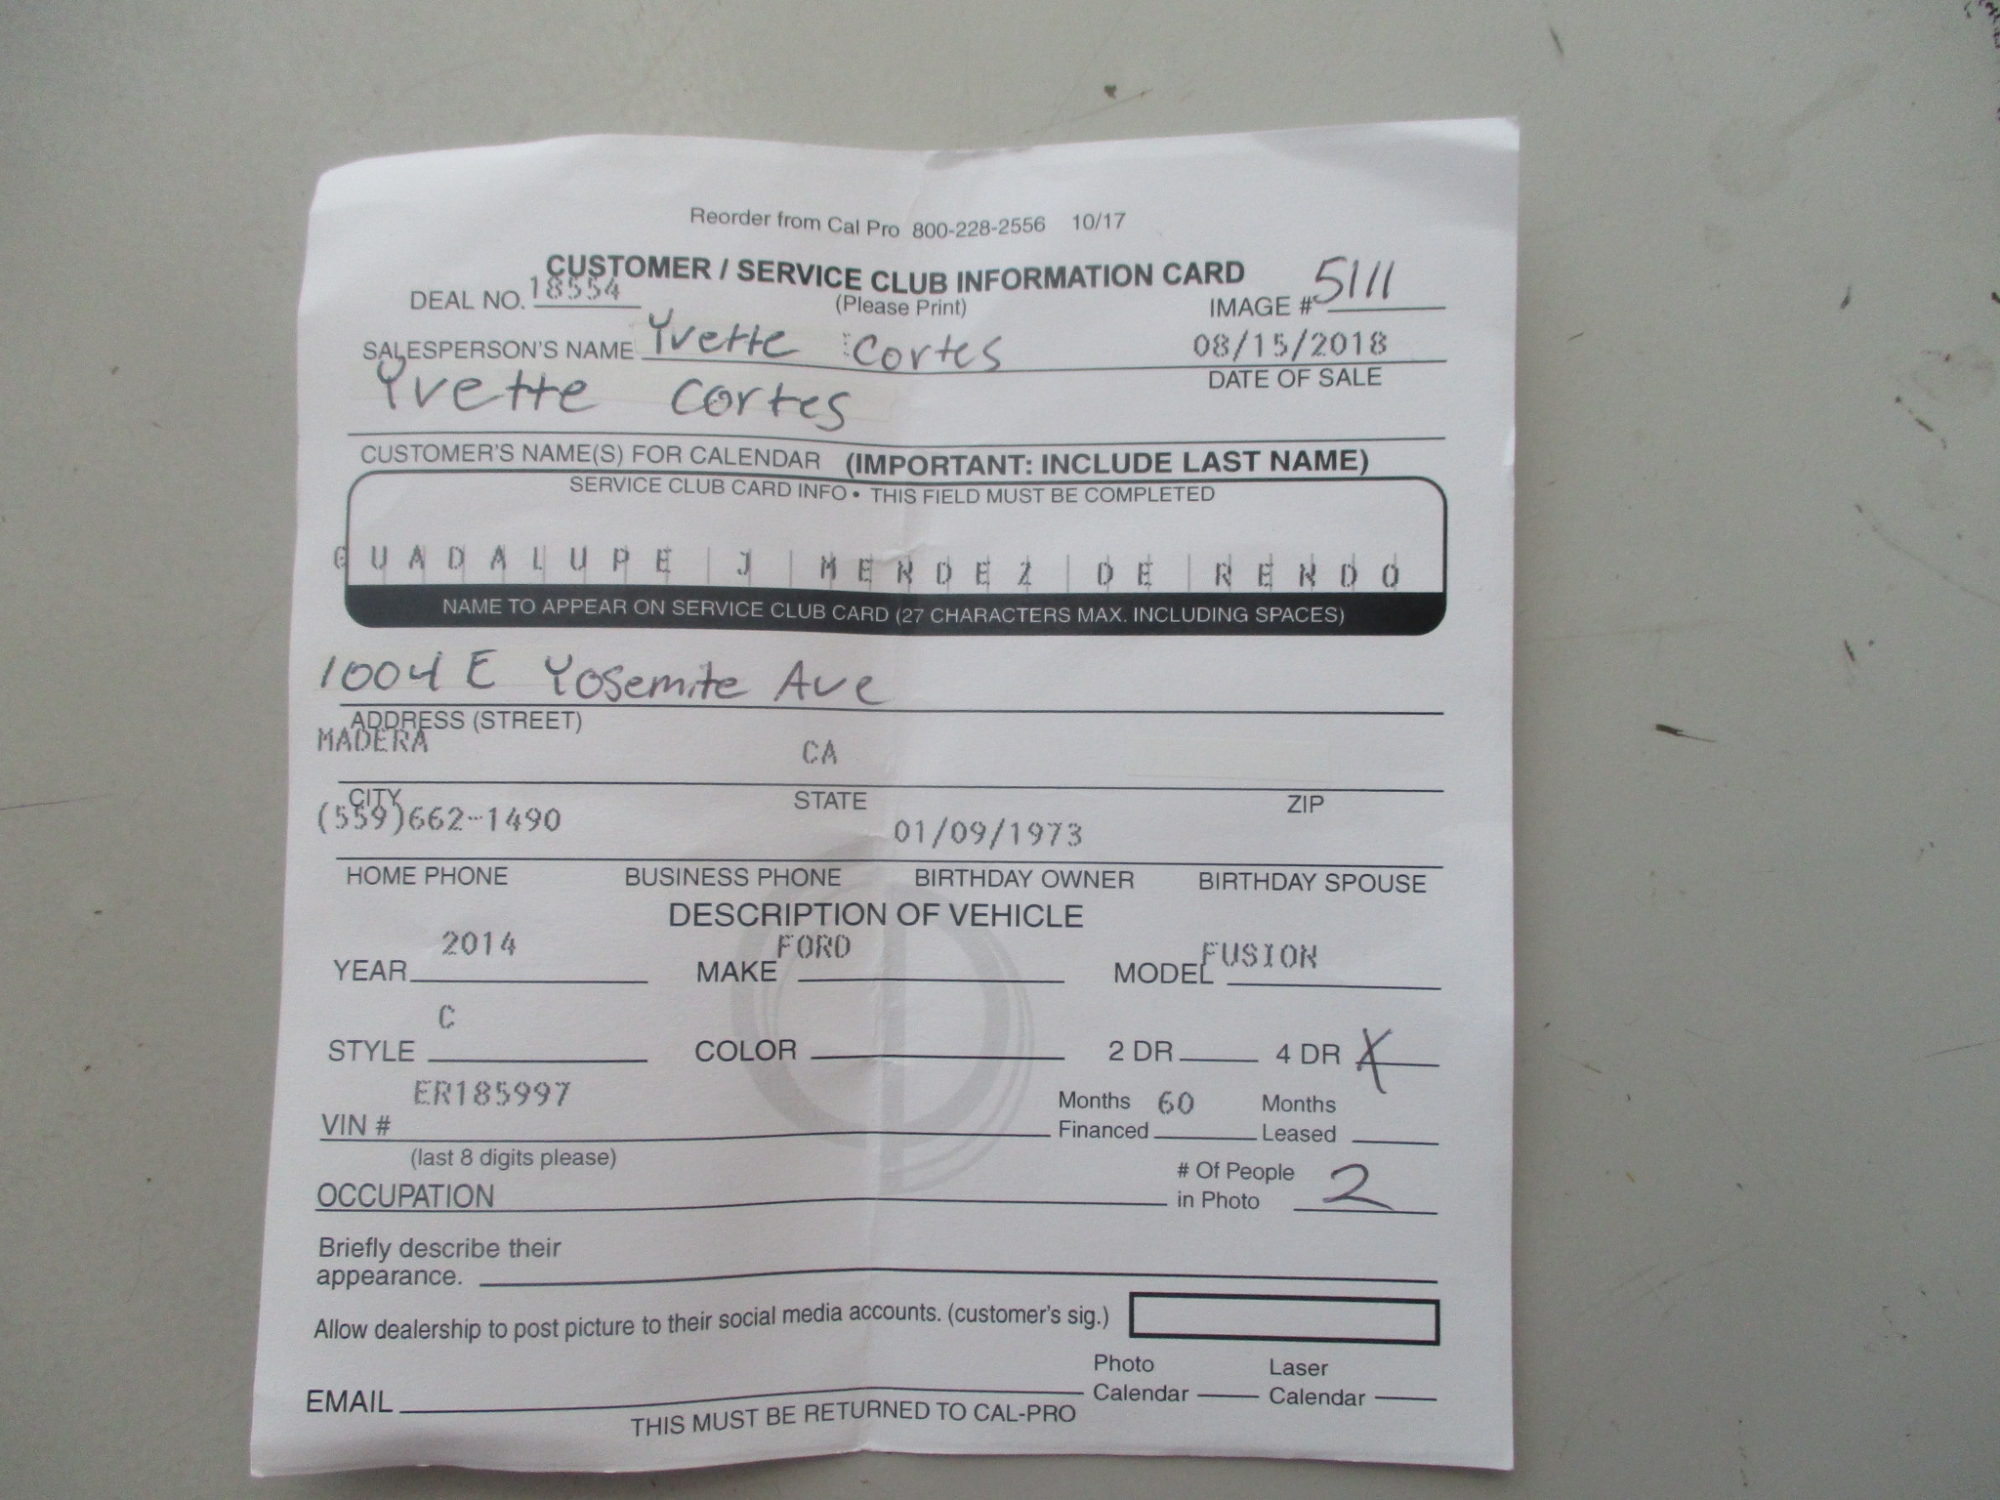 Reorder from Cal Pro 800-228-2556 10/17
CUSTOMER / SERVICE CLUB INFORMATION CARD
DEAL NO. 18554 (Please Print) IMAGE # 5111
SALESPERSON'S NAME Yvette Cortes 08/15/2018
DATE OF SALE
Yvette Cortes
CUSTOMER'S NAME(S) FOR CALENDAR (IMPORTANT: INCLUDE LAST NAME)
SERVICE CLUB CARD INFO • THIS FIELD MUST BE COMPLETED
GUADALUPE J MENDEZ DE RENDO
NAME TO APPEAR ON SERVICE CLUB CARD (27 CHARACTERS MAX. INCLUDING SPACES)
1004 E Yosemite Ave
ADDRESS (STREET)
MADERA CA
CITY STATE ZIP
(559)662-1490 01/09/1973
HOME PHONE BUSINESS PHONE BIRTHDAY OWNER BIRTHDAY SPOUSE
DESCRIPTION OF VEHICLE
YEAR 2014 MAKE FORD MODEL FUSION
STYLE C COLOR 2 DR 4 DR X
VIN # ER185997 Months Financed 60 Months Leased
(last 8 digits please)
OCCUPATION # Of People in Photo 2
Briefly describe their
appearance.
Allow dealership to post picture to their social media accounts. (customer's sig.)
EMAIL Photo Calendar Laser Calendar
THIS MUST BE RETURNED TO CAL-PRO